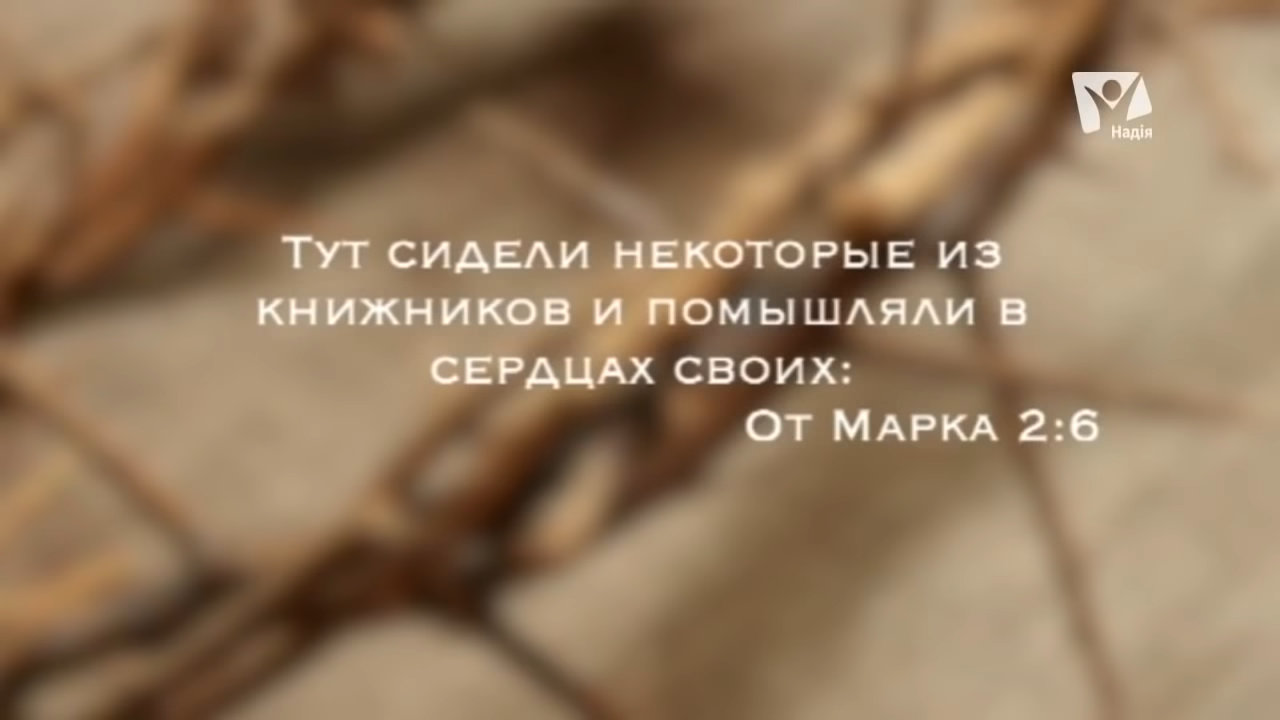 Надія
Тут сидели некоторые из
книжников и помышляли в
сердцах своих:
От Марка 2:6